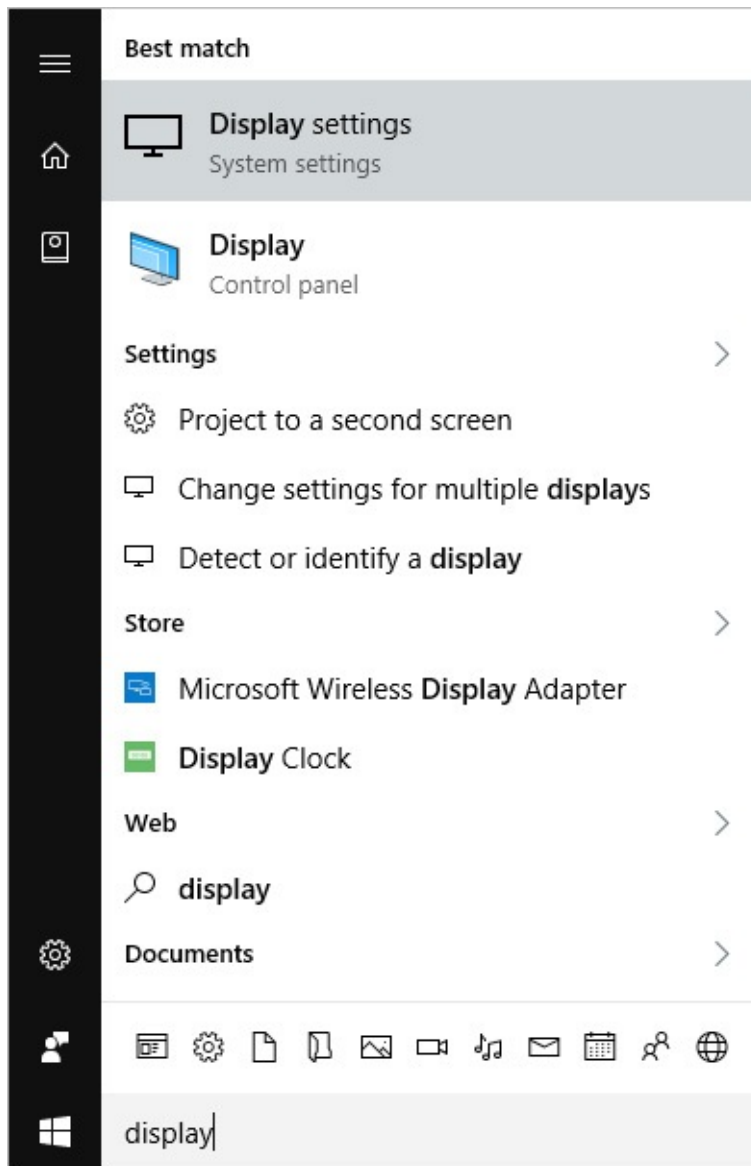 Best match
Display settings
System settings
Display
Control panel
Settings
Project to a second screen
Change settings for multiple displays
Detect or identify a display
Store
Microsoft Wireless Display Adapter
Display Clock
Web
display
Documents
display